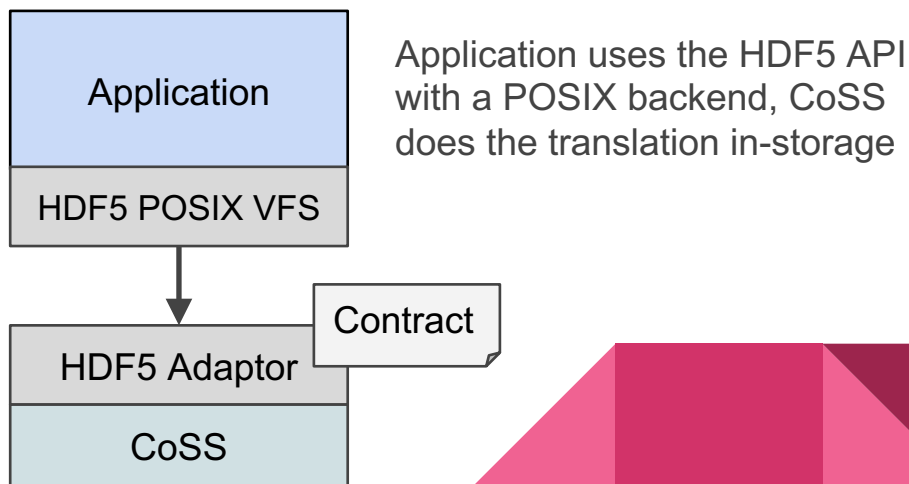 Application
HDF5 POSIX VFS
HDF5 Adaptor
Contract
CoSS
Application uses the HDF5 API
with a POSIX backend, CoSS
does the translation in-storage